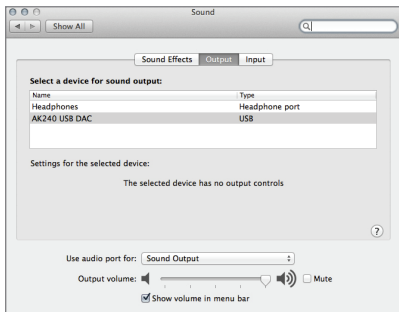 Sound
Show All
Sound Effects Output Input
Select a device for sound output:
Name Type
Headphones Headphone port
AK240 USB DAC USB
Settings for the selected device:
The selected device has no output controls
?
Use audio port for: Sound Output
Output volume: Mute
Show volume in menu bar